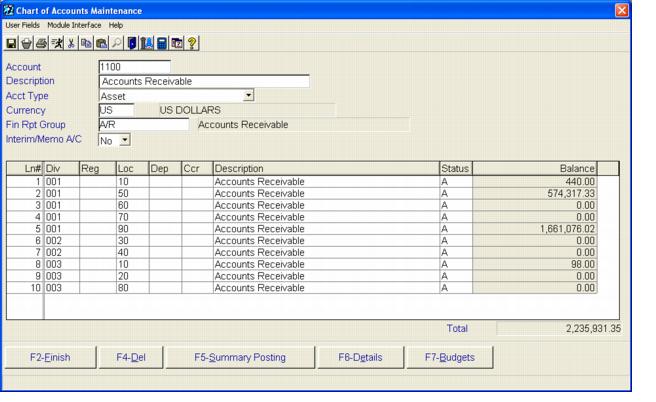 Chart of Accounts Maintenance
User Fields Module Interface Help
Account 1100
Description Accounts Receivable
Acct Type Asset
Currency US US DOLLARS
Fin Rpt Group A/R Accounts Receivable
Interim/Memo A/C No
Ln# Div Reg Loc Dep Ccr Description Status Balance
1 001 10 Accounts Receivable A 440.00
2 001 50 Accounts Receivable A 574,317.33
3 001 60 Accounts Receivable A 0.00
4 001 70 Accounts Receivable A 0.00
5 001 90 Accounts Receivable A 1,661,076.02
6 002 30 Accounts Receivable A 0.00
7 002 40 Accounts Receivable A 0.00
8 003 10 Accounts Receivable A 98.00
9 003 20 Accounts Receivable A 0.00
10 003 80 Accounts Receivable A 0.00
Total 2,235,931.35
F2-Finish F4-Del F5-Summary Posting F6-Details F7-Budgets